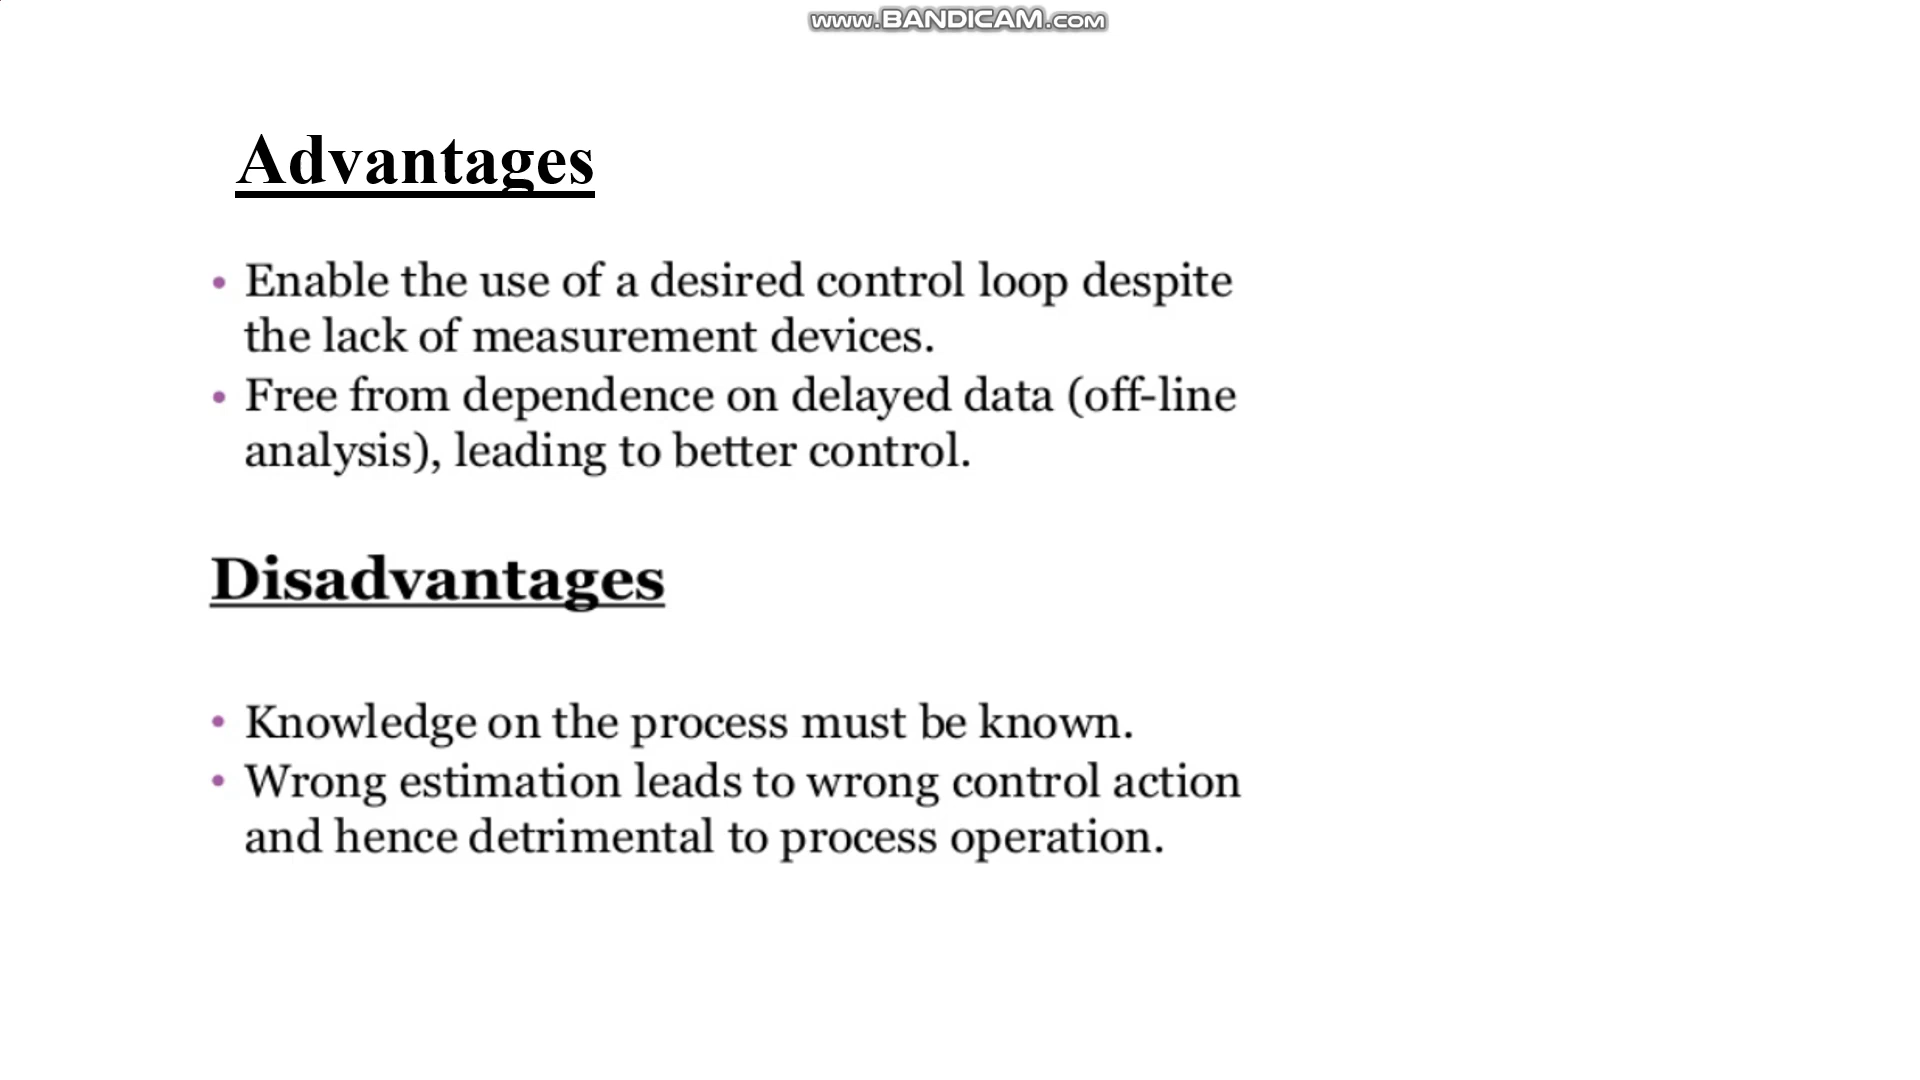 www.BANDICAM.com
Advantages
• Enable the use of a desired control loop despite
the lack of measurement devices.
• Free from dependence on delayed data (off-line
analysis), leading to better control.
Disadvantages
• Knowledge on the process must be known.
• Wrong estimation leads to wrong control action
and hence detrimental to process operation.